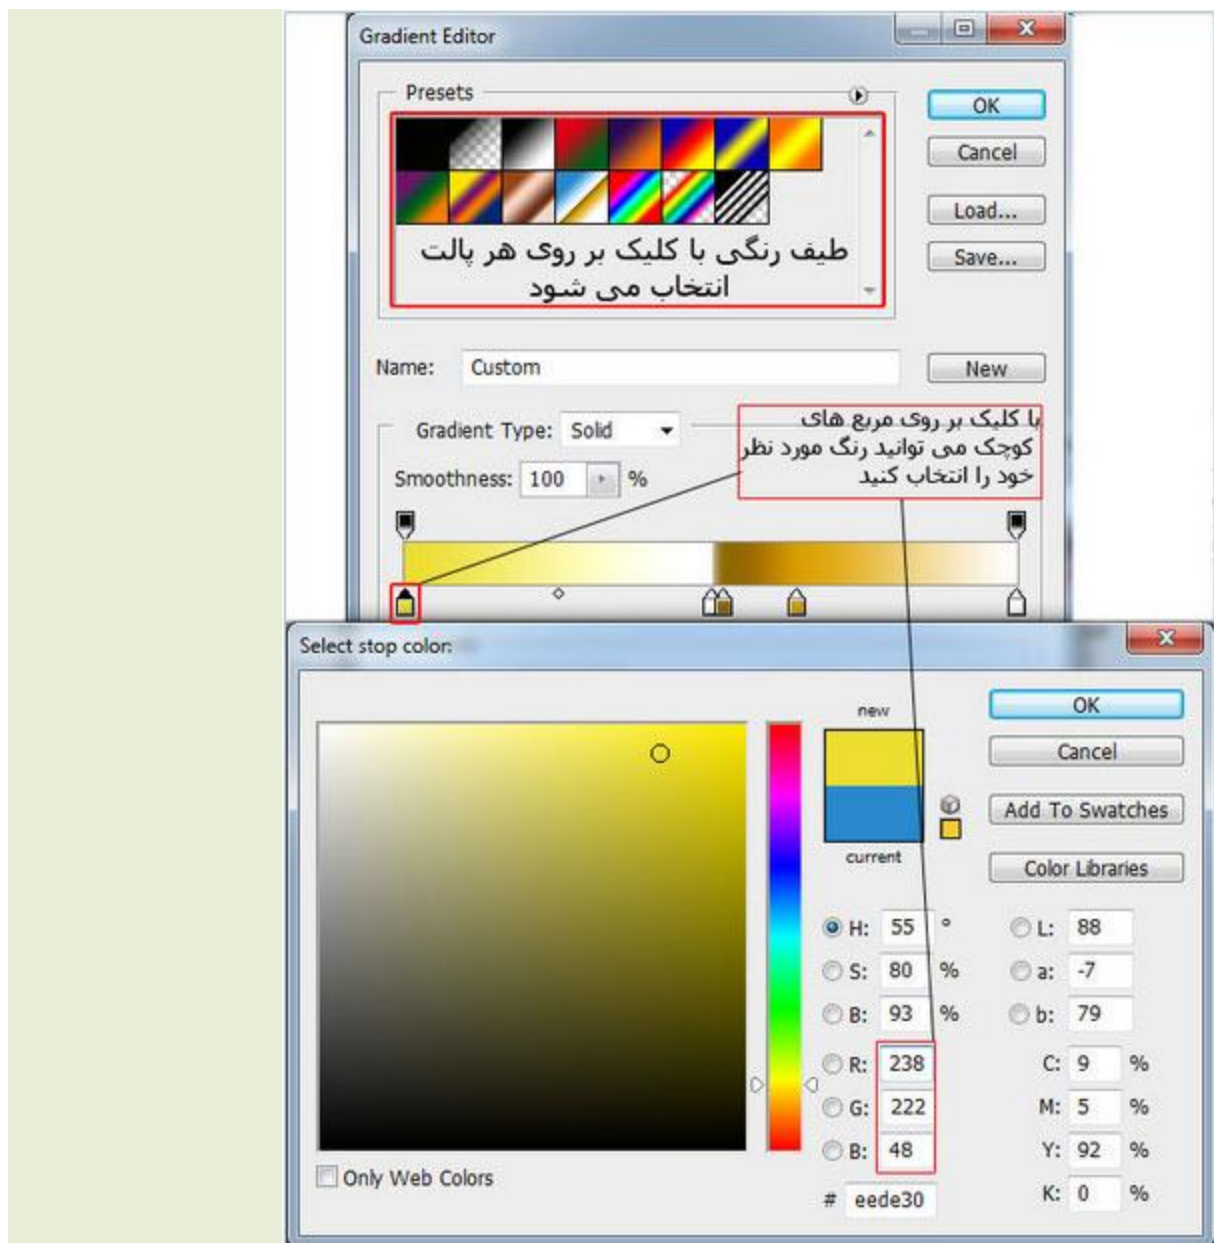 Gradient Editor
Presets
OK
Cancel
Load...
Save...
طیف رنگی با کلیک بر روی هر پالت
انتخاب می شود
Name: Custom
New
Gradient Type: Solid
Smoothness: 100 %
با کلیک بر روی مربع های
کوچک می توانید رنگ مورد نظر
خود را انتخاب کنید
Select stop color:
new
current
OK
Cancel
Add To Swatches
Color Libraries
H: 55 °
S: 80 %
B: 93 %
R: 238
G: 222
B: 48
# eede30
L: 88
a: -7
b: 79
C: 9 %
M: 5 %
Y: 92 %
K: 0 %
Only Web Colors